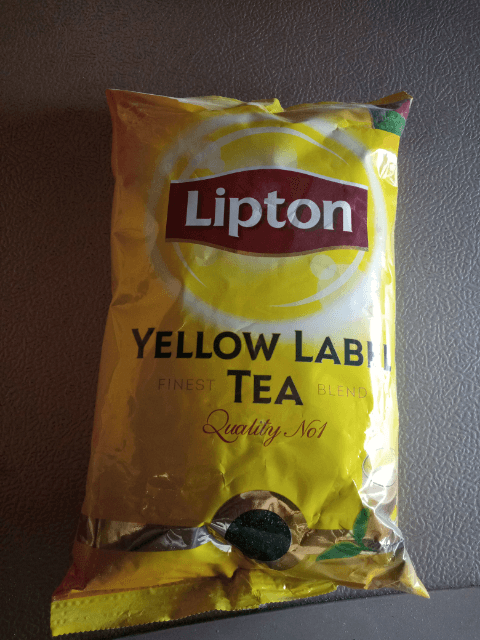 Lipton
YELLOW LABEL
FINEST TEA BLEND
Quality No1